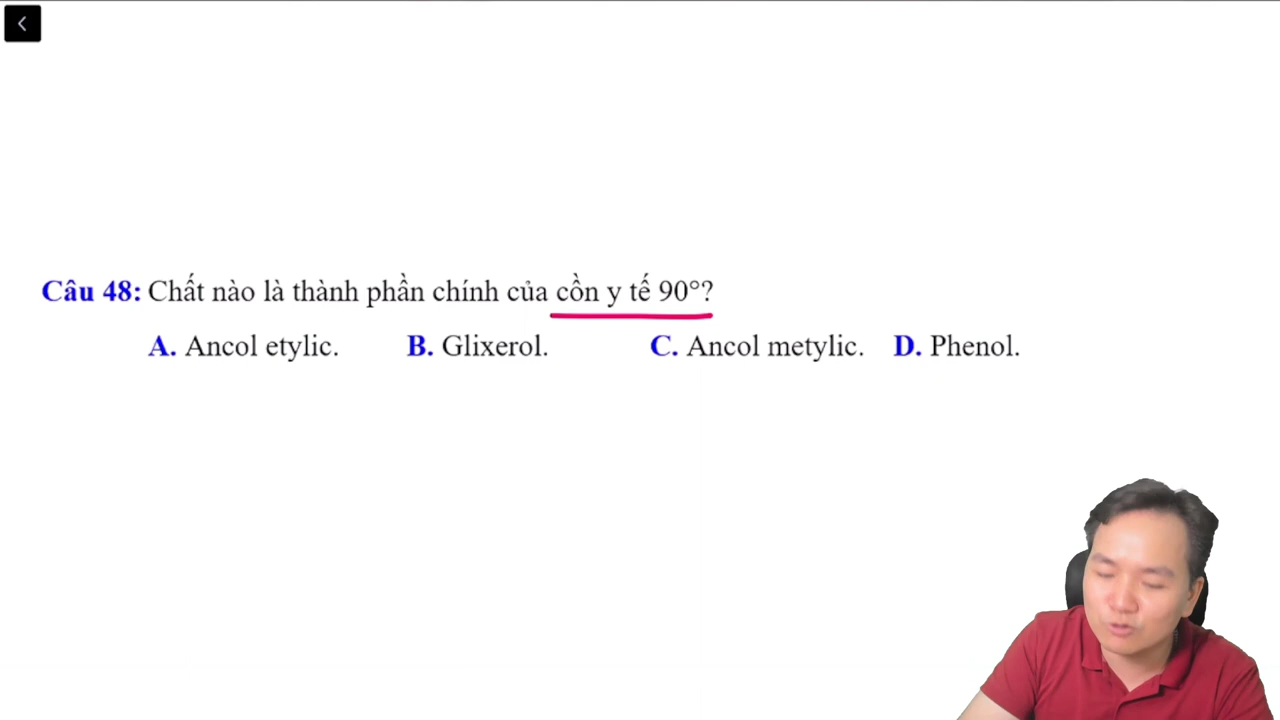 Câu 48: Chất nào là thành phần chính của cồn y tế 90°?
A. Ancol etylic. B. Glixerol. C. Ancol metylic. D. Phenol.